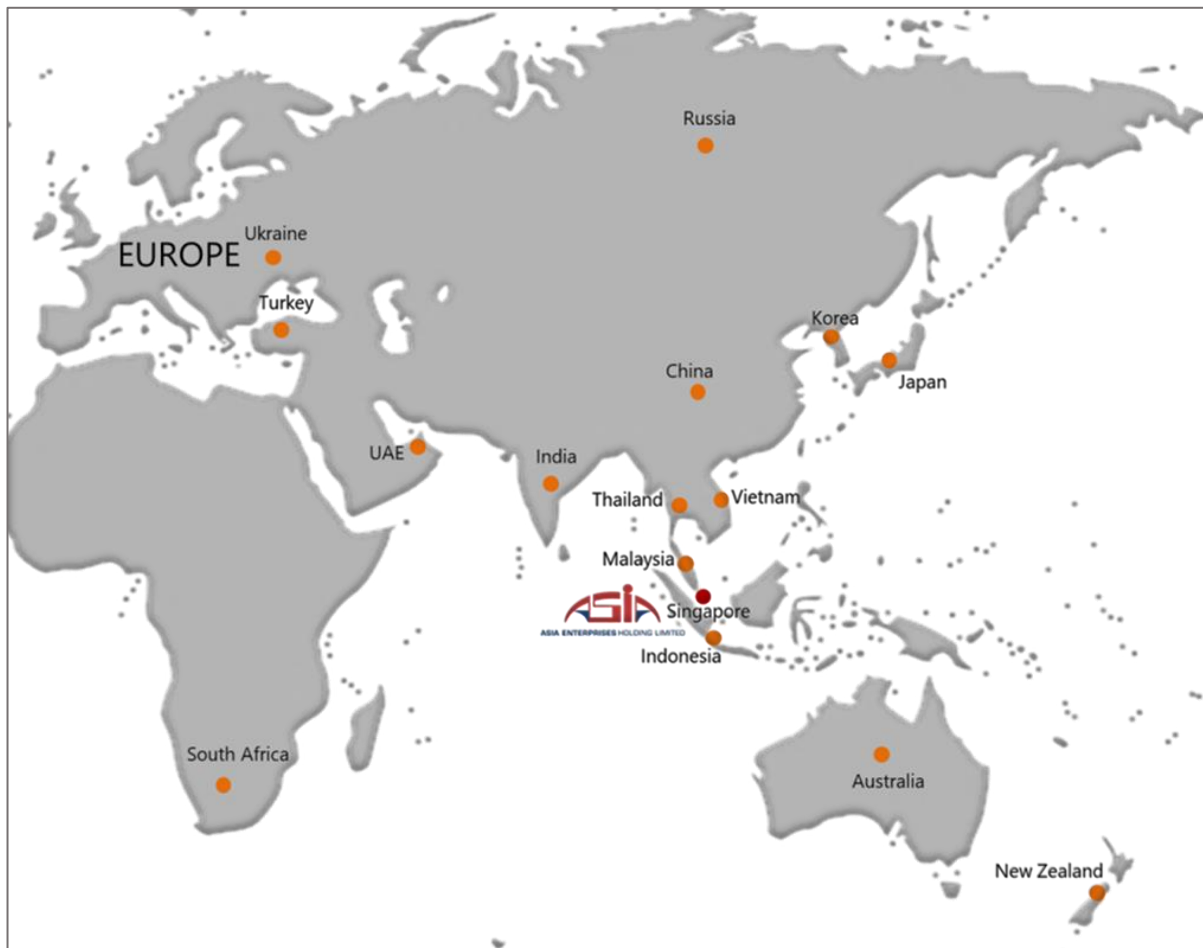 Russia
Ukraine
EUROPE
Turkey
Korea
China
Japan
UAE
India
Thailand
Vietnam
Malaysia
ASIA
Singapore
ASIA ENTERPRISES HOLDING LIMITED
Indonesia
South Africa
Australia
New Zealand